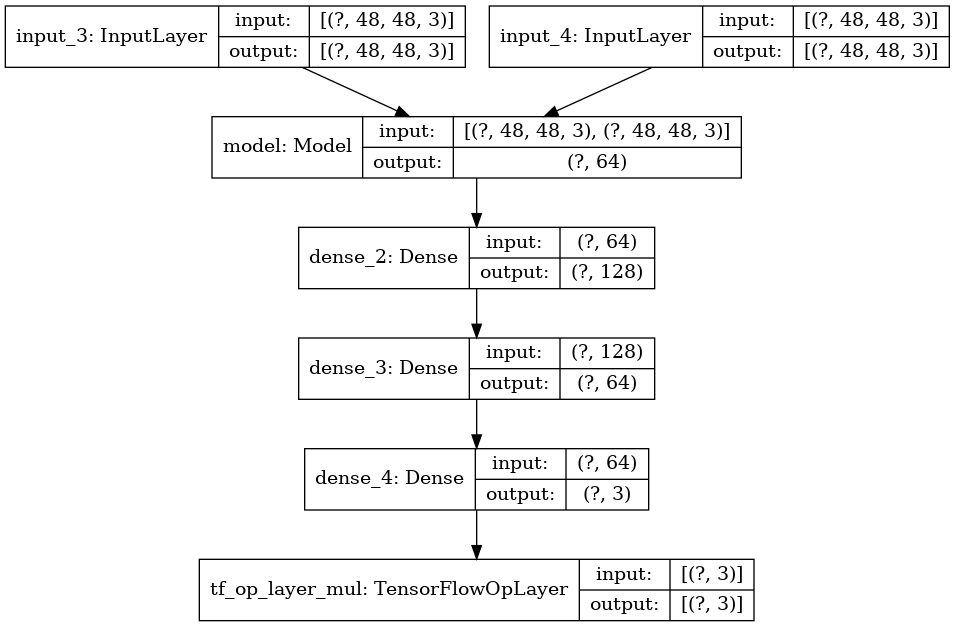 input_3: InputLayer input: [(?, 48, 48, 3)]
output: [(?, 48, 48, 3)]
input_4: InputLayer input: [(?, 48, 48, 3)]
output: [(?, 48, 48, 3)]
model: Model input: [(?, 48, 48, 3), (?, 48, 48, 3)]
output: (?, 64)
dense_2: Dense input: (?, 64)
output: (?, 128)
dense_3: Dense input: (?, 128)
output: (?, 64)
dense_4: Dense input: (?, 64)
output: (?, 3)
tf_op_layer_mul: TensorFlowOpLayer input: [(?, 3)]
output: [(?, 3)]